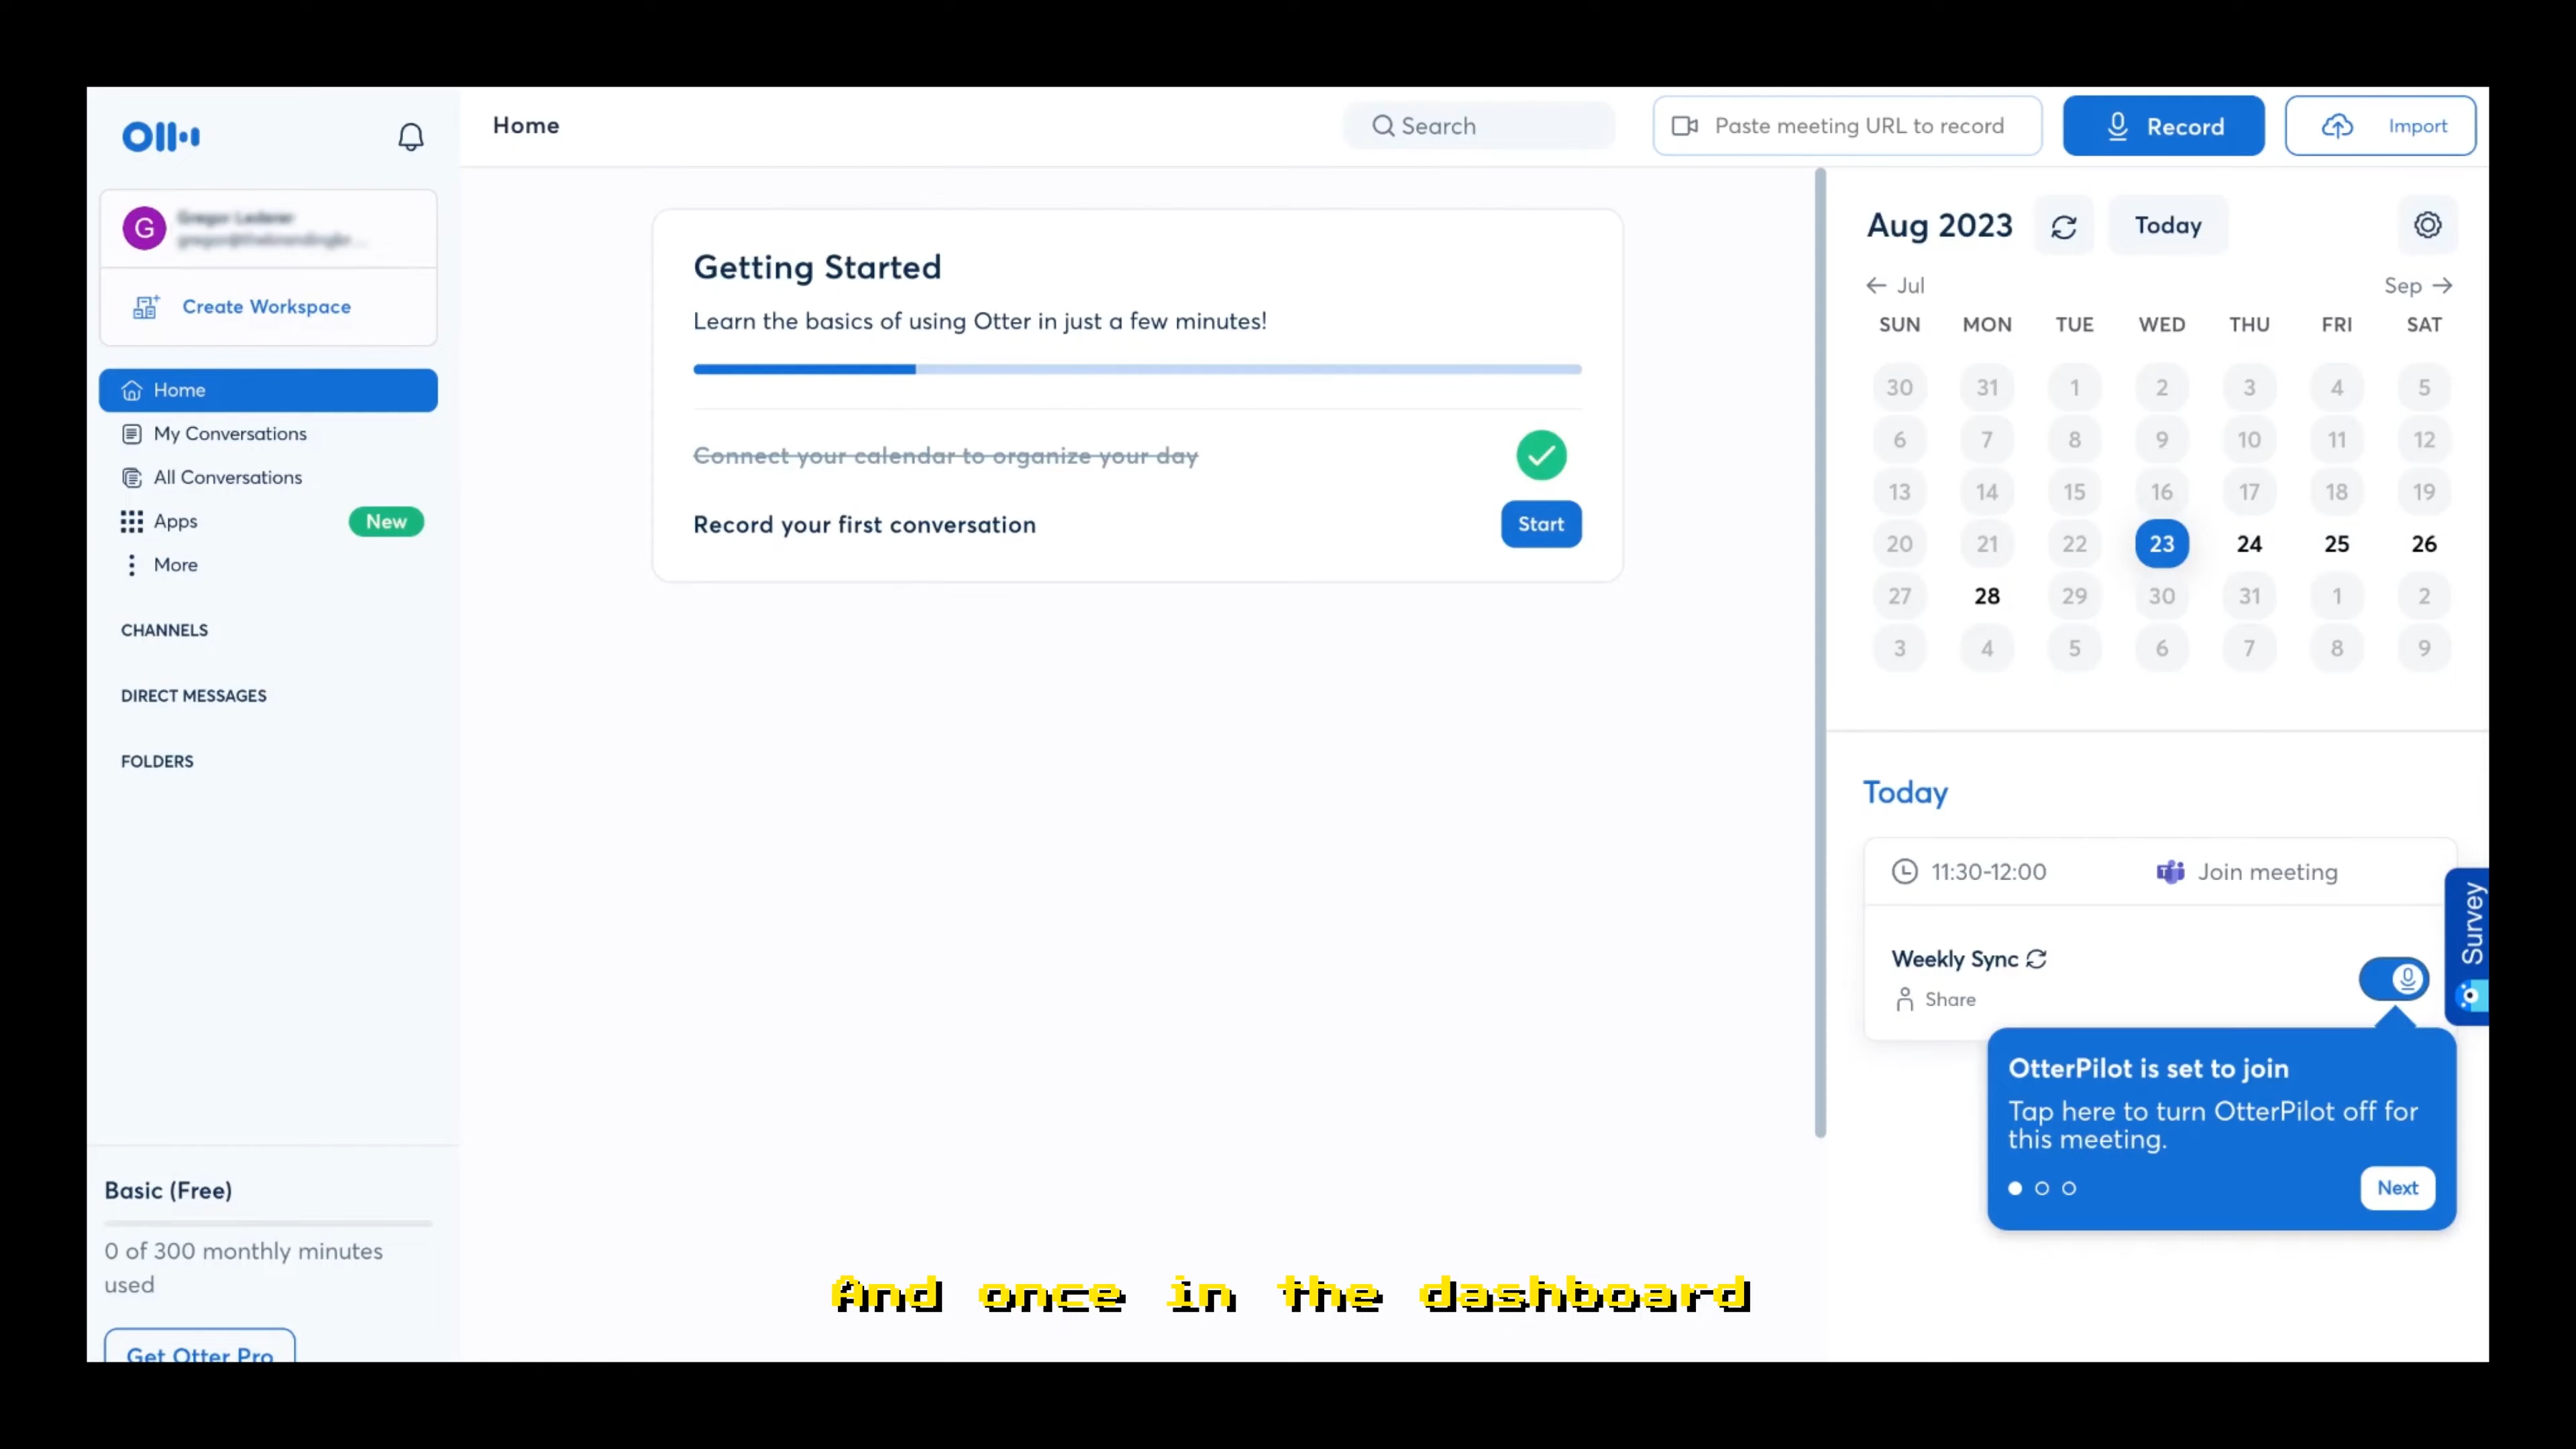 Home
Search
Paste meeting URL to record
Record
Import
G
Create Workspace
Home
My Conversations
All Conversations
Apps
New
More
CHANNELS
DIRECT MESSAGES
FOLDERS
Basic (Free)
0 of 300 monthly minutes
used
Get Otter Pro
Getting Started
Learn the basics of using Otter in just a few minutes!
Connect your calendar to organize your day
Record your first conversation
Start
Aug 2023
Today
Jul
Sep
SUN MON TUE WED THU FRI SAT
30 31 1 2 3 4 5
6 7 8 9 10 11 12
13 14 15 16 17 18 19
20 21 22 23 24 25 26
27 28 29 30 31 1 2
3 4 5 6 7 8 9
Today
11:30-12:00
Join meeting
Weekly Sync
Share
Survey
OtterPilot is set to join
Tap here to turn OtterPilot off for
this meeting.
Next
And once in the dashboard